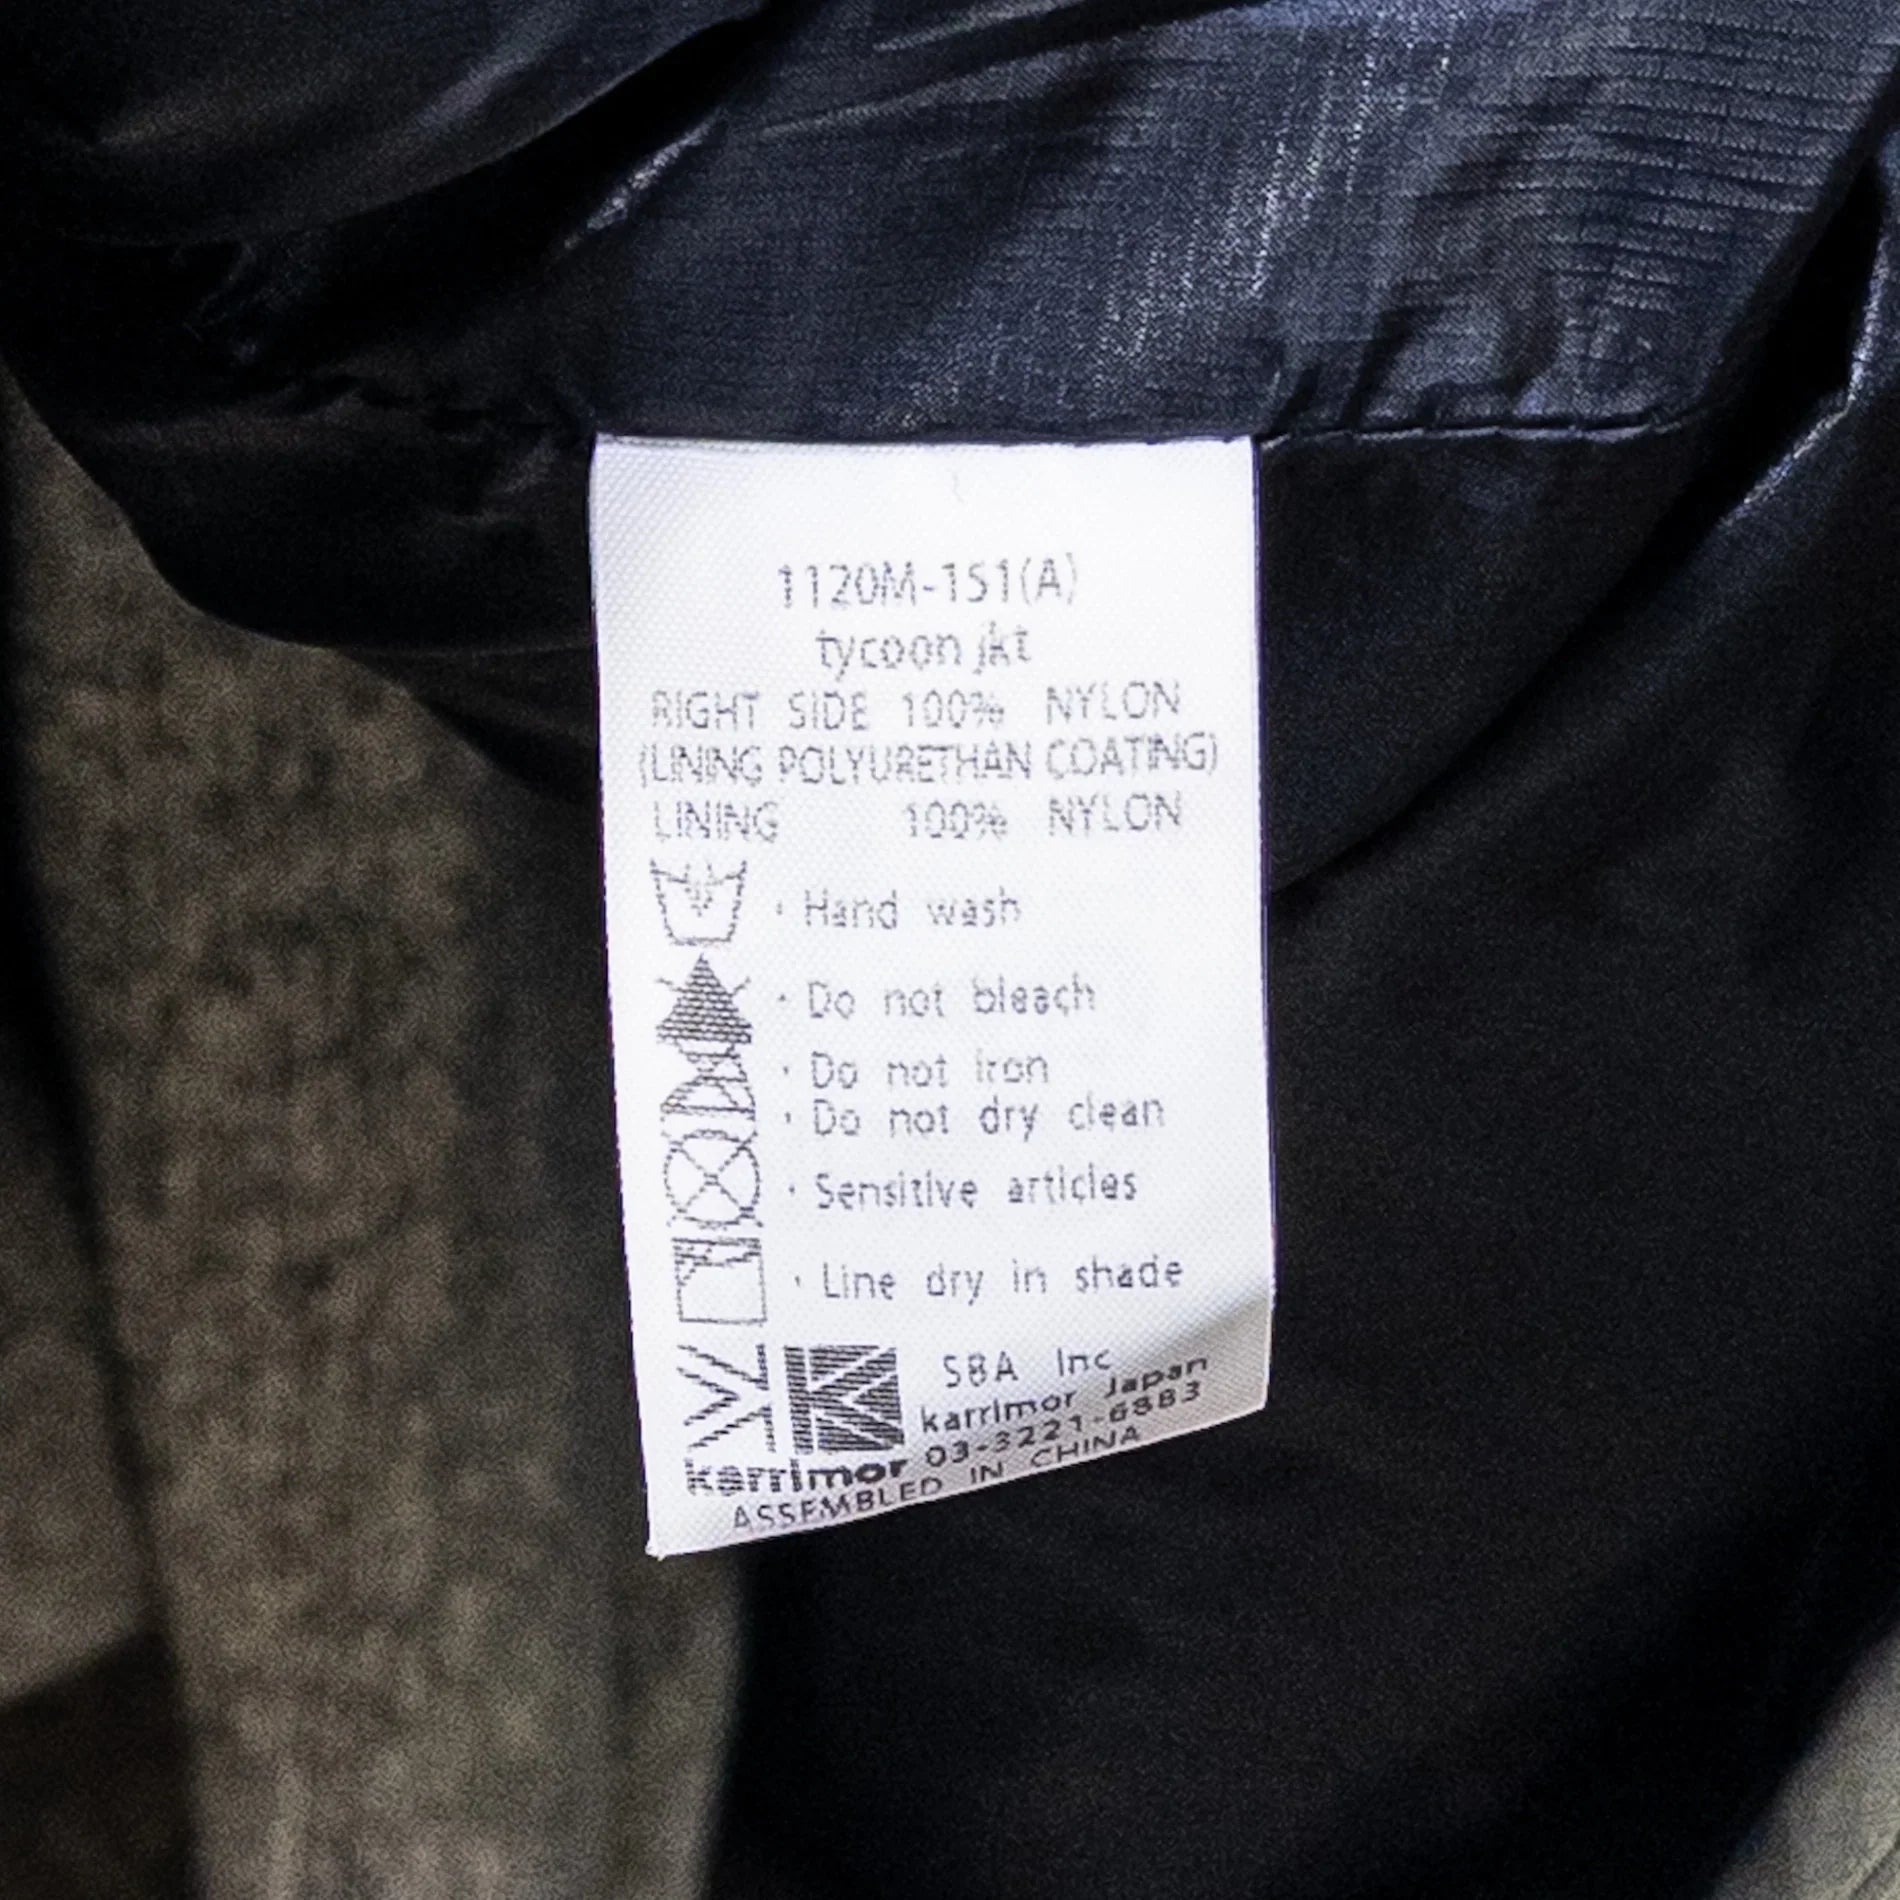 1120M-151(A)
tycoon jkt
RIGHT SIDE 100% NYLON
(LINING POLYURETHAN COATING)
LINING 100% NYLON
· Hand wash
· Do not bleach
· Do not iron
· Do not dry clean
· Sensitive articles
· Line dry in shade
SBA Inc
karrimor Japan
03-3221-6883
karrimor
ASSEMBLED IN CHINA